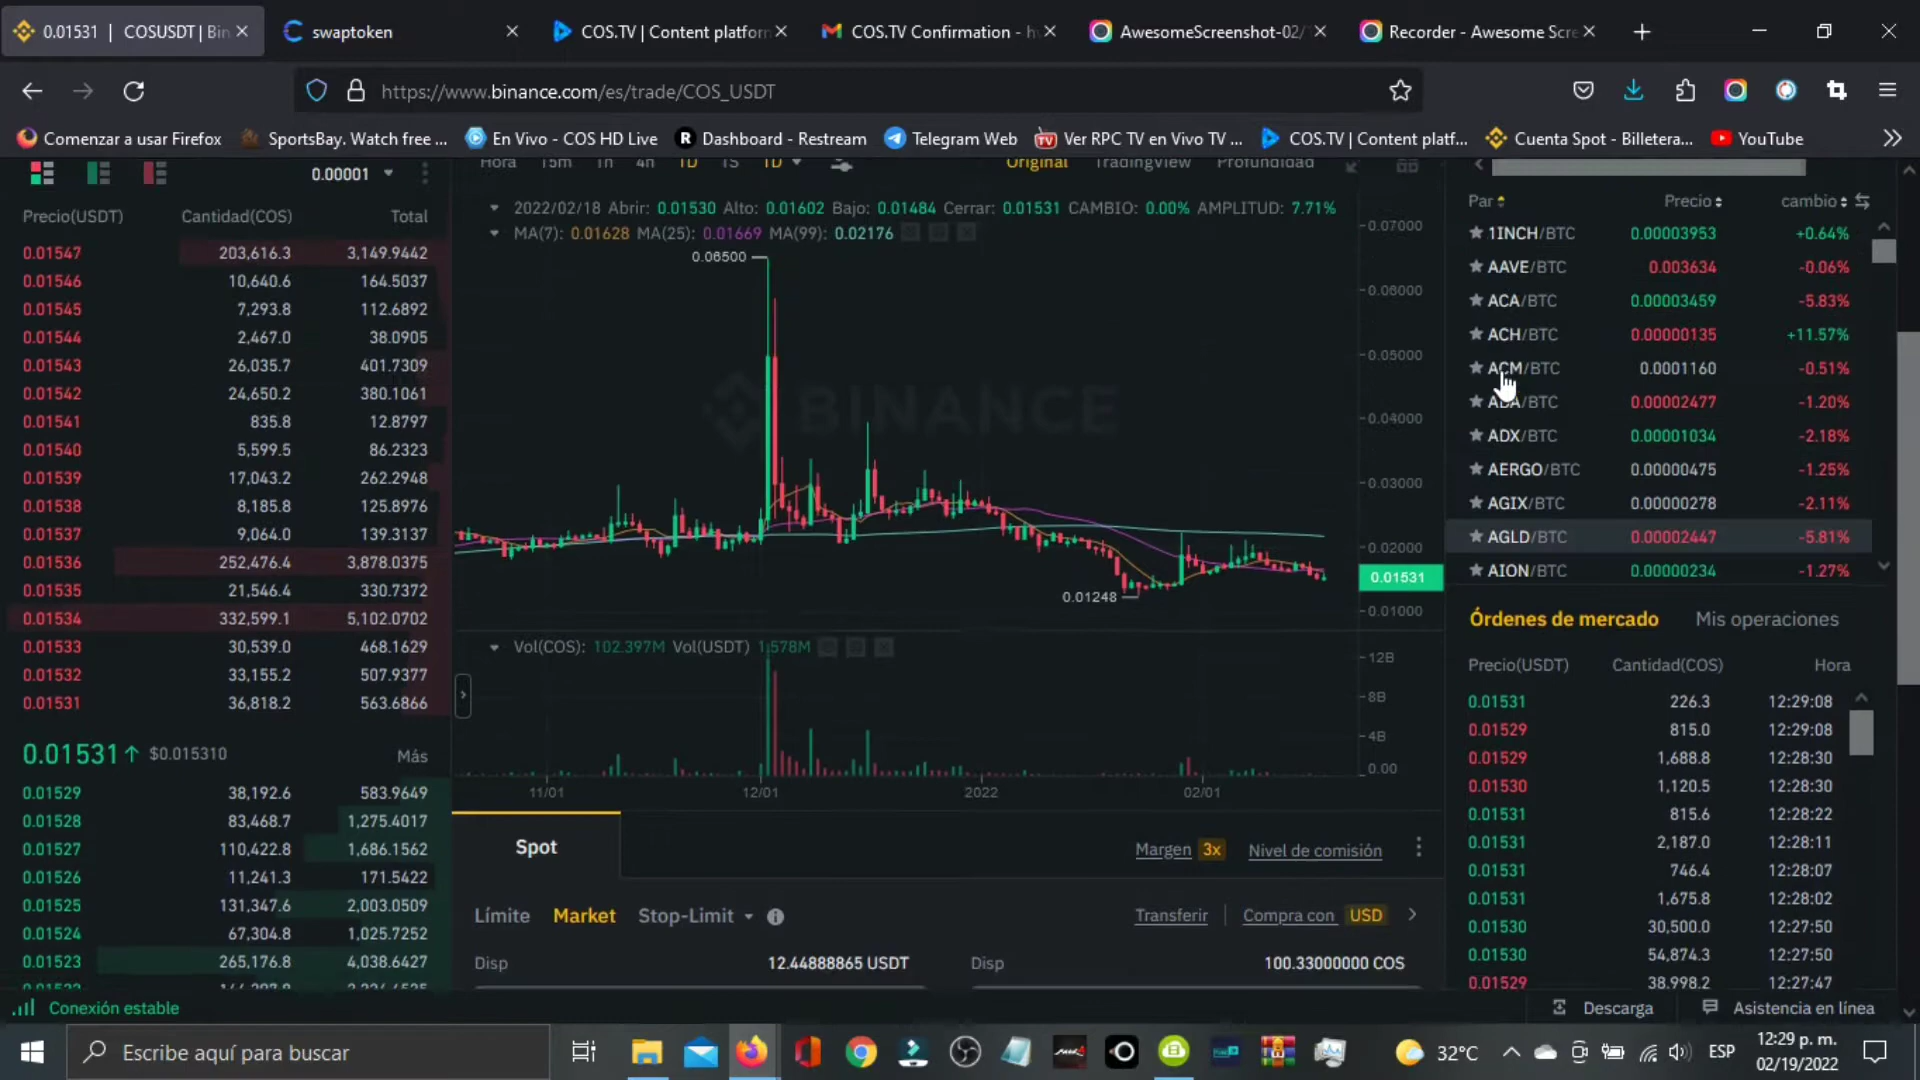 0.01531 | COSUSDT | Bin
swaptoken
COS.TV | Content platform
COS.TV Confirmation - h
AwesomeScreenshot-02/
Recorder - Awesome Scre
https://www.binance.com/es/trade/COS_USDT
Comenzar a usar Firefox
SportsBay. Watch free ...
En Vivo - COS HD Live
Dashboard - Restream
Telegram Web
Ver RPC TV en Vivo TV ...
COS.TV | Content platf...
Cuenta Spot - Billetera...
YouTube
0.00001
Hora 15m 1h 4h 1D 1S 1D
Original TradingView Profundidad
Precio(USDT) Cantidad(COS) Total
0.01547 203,616.3 3,149.9442
0.01546 10,640.6 164.5037
0.01545 7,293.8 112.6892
0.01544 2,467.0 38.0905
0.01543 26,035.7 401.7309
0.01542 24,650.2 380.1061
0.01541 835.8 12.8797
0.01540 5,599.5 86.2323
0.01539 17,043.2 262.2948
0.01538 8,185.8 125.8976
0.01537 9,064.0 139.3137
0.01536 252,476.4 3,878.0375
0.01535 21,546.4 330.7372
0.01534 332,599.1 5,102.0702
0.01533 30,539.0 468.1629
0.01532 33,155.2 507.9377
0.01531 36,818.2 563.6866
0.01531↑ $0.015310 Más
0.01529 38,192.6 583.9649
0.01528 83,468.7 1,275.4017
0.01527 110,422.8 1,686.1562
0.01526 11,241.3 171.5422
0.01525 131,347.6 2,003.0509
0.01524 67,304.8 1,025.7252
0.01523 265,176.8 4,038.6427
2022/02/18 Abrir: 0.01530 Alto: 0.01602 Bajo: 0.01484 Cerrar: 0.01531 CAMBIO: 0.00% AMPLITUD: 7.71%
MA(7): 0.01628 MA(25): 0.01669 MA(99): 0.02176
0.06500
BINANCE
0.01248
0.07000
0.06000
0.05000
0.04000
0.03000
0.02000
0.01531
0.01000
Vol(COS): 102.397M Vol(USDT) 1.578M
12B
8B
4B
0.00
11/01 12/01 2022 02/01
Spot
Margen 3x Nivel de comisión
Límite Market Stop-Limit
Transferir Compra con USD
Disp 12.44888865 USDT
Disp 100.33000000 COS
Par Precio cambio
1INCH/BTC 0.00003953 +0.64%
AAVE/BTC 0.003634 -0.06%
ACA/BTC 0.00003459 -5.83%
ACH/BTC 0.00000135 +11.57%
ACM/BTC 0.0001160 -0.51%
ADA/BTC 0.00002477 -1.20%
ADX/BTC 0.00001034 -2.18%
AERGO/BTC 0.00000475 -1.25%
AGIX/BTC 0.00000278 -2.11%
AGLD/BTC 0.00002447 -5.81%
AION/BTC 0.00000234 -1.27%
Órdenes de mercado Mis operaciones
Precio(USDT) Cantidad(COS) Hora
0.01531 226.3 12:29:08
0.01529 815.0 12:29:08
0.01529 1,688.8 12:28:30
0.01530 1,120.5 12:28:30
0.01531 815.6 12:28:22
0.01531 2,187.0 12:28:11
0.01531 746.4 12:28:07
0.01531 1,675.8 12:28:02
0.01530 30,500.0 12:27:50
0.01530 54,874.3 12:27:50
0.01529 38,998.2 12:27:47
Conexión estable
Descarga
Asistencia en línea
Escribe aquí para buscar
32°C
ESP
12:29 p. m.
02/19/2022